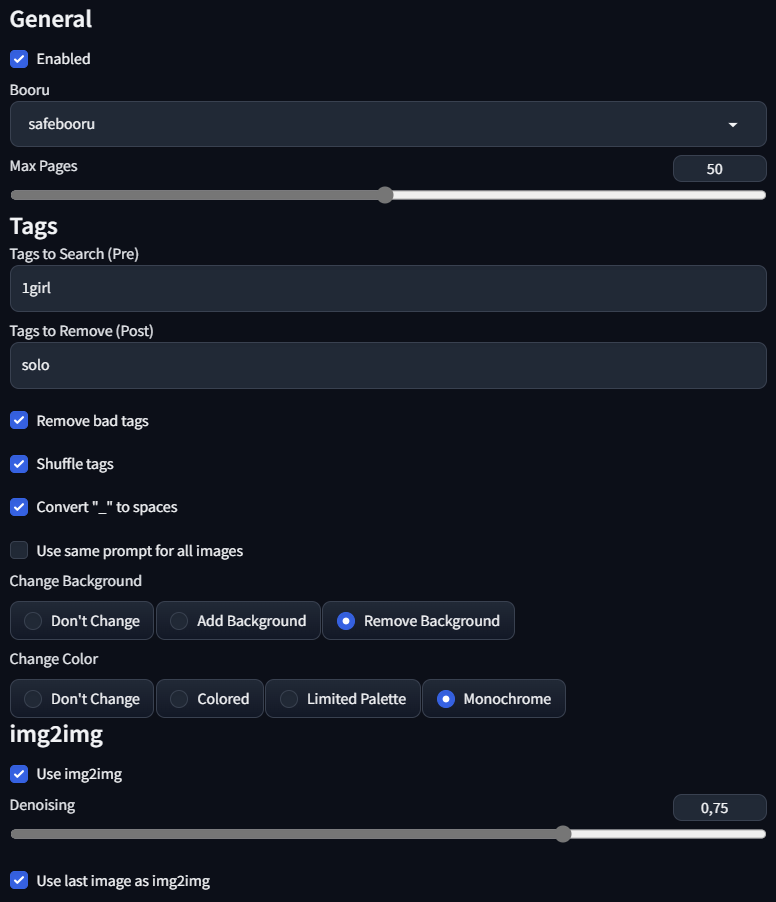 General
Enabled
Booru
safebooru
Max Pages
50
Tags
Tags to Search (Pre)
1girl
Tags to Remove (Post)
solo
Remove bad tags
Shuffle tags
Convert "_" to spaces
Use same prompt for all images
Change Background
Don't Change Add Background Remove Background
Change Color
Don't Change Colored Limited Palette Monochrome
img2img
Use img2img
Denoising
0,75
Use last image as img2img